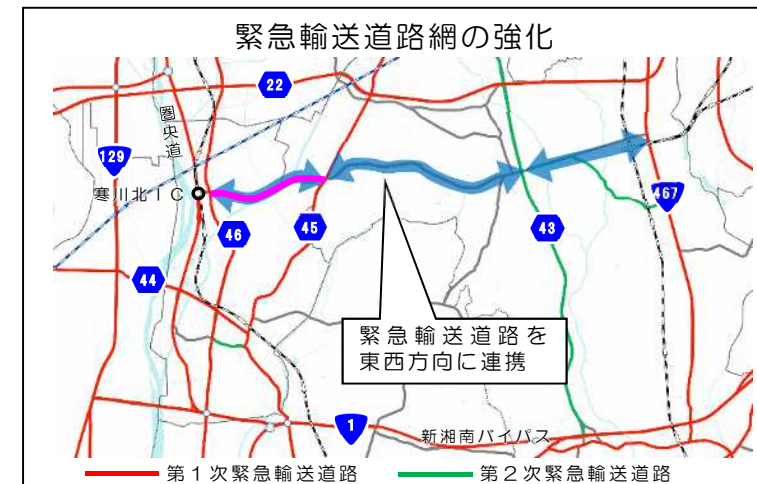 緊急輸送道路網の強化
22
圏央道
129
寒川北IC
467
46
45
43
44
緊急輸送道路を
東西方向に連携
1
新湘南バイパス
第1次緊急輸送道路
第2次緊急輸送道路